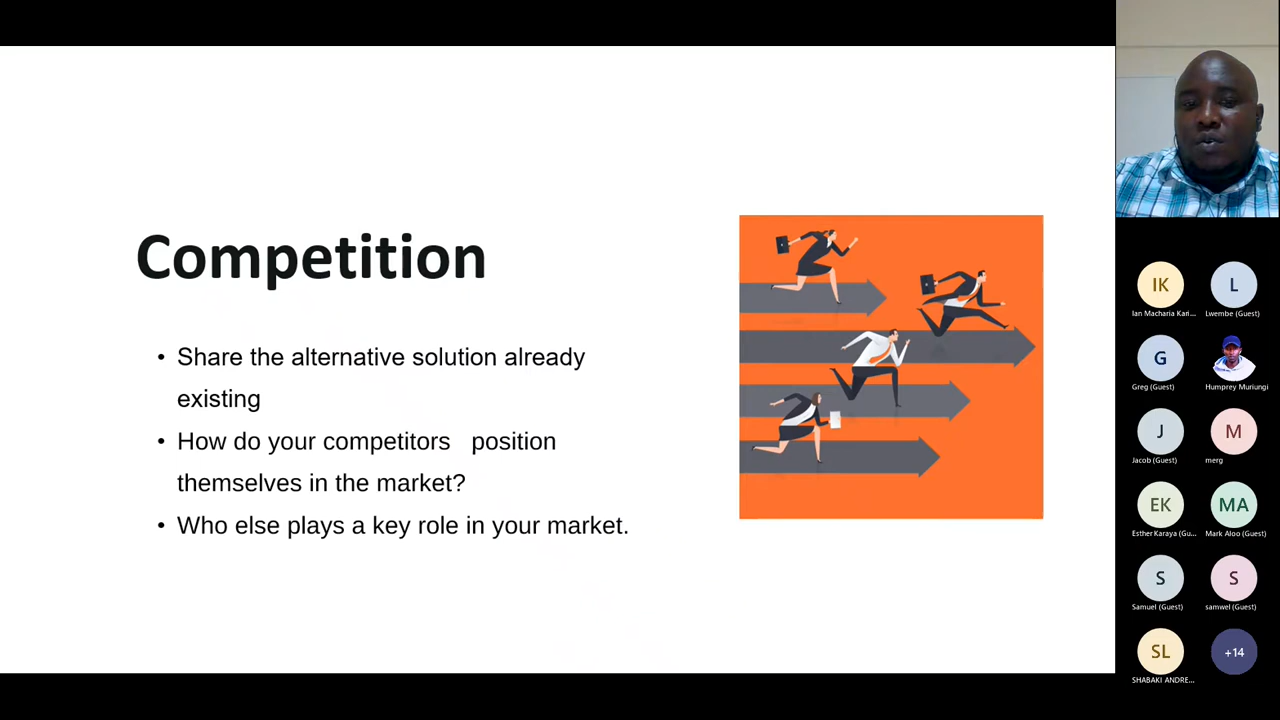 Competition
• Share the alternative solution already
existing
• How do your competitors   position
themselves in the market?
• Who else plays a key role in your market.
IK
L
Ian Macharia Kari...
Lwembe (Guest)
G
Greg (Guest)
Humprey Muriungi
J
M
Jacob (Guest)
merg
EK
MA
Esther Karaya (Gu...
Mark Aloo (Guest)
S
S
Samuel (Guest)
samwel (Guest)
SL
+14
SHABAKI ANDRE...